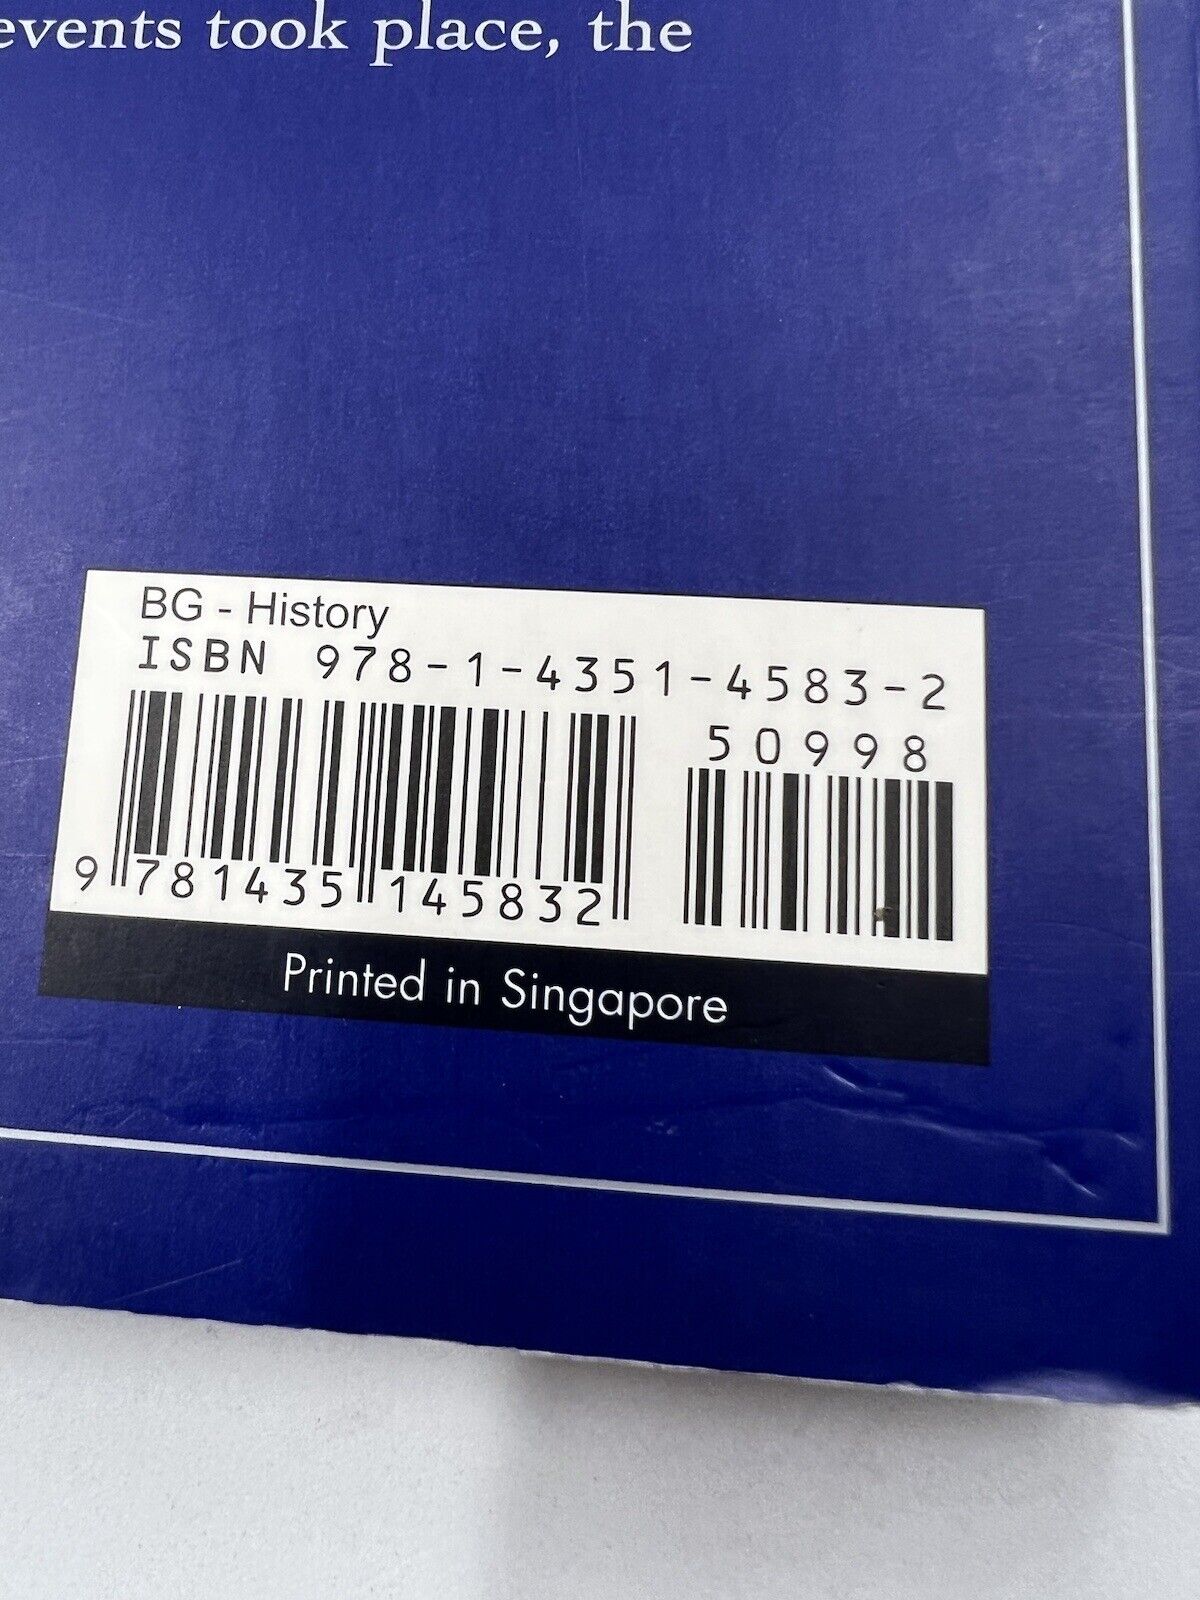 events took place, the
BG - History
ISBN 978-1-4351-4583-2
50998
9 781435 145832
Printed in Singapore